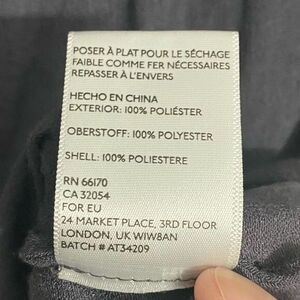 POSER À PLAT POUR LE SÉCHAGE
FAIBLE COMME FER NÉCESSAIRES
REPASSER À L'ENVERS
HECHO EN CHINA
EXTERIOR: 100% POLIÉSTER
OBERSTOFF: 100% POLYESTER
SHELL: 100% POLIESTERE
RN 66170
CA 32054
FOR EU
24 MARKET PLACE, 3RD FLOOR
LONDON, UK W1W8AN
BATCH # AT34209